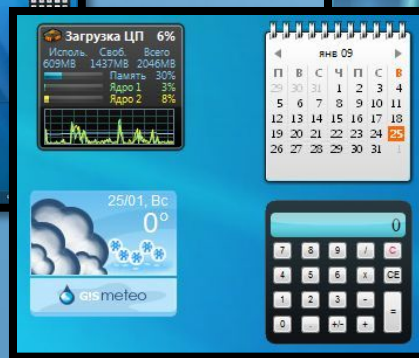 Загрузка ЦП 6%
Исполь. Своб. Всего
609MB 1437MB 2046MB
Память 30%
Ядро 1 3%
Ядро 2 8%
янв 09
П В С Ч П С В
29 30 31 1 2 3 4
5 6 7 8 9 10 11
12 13 14 15 16 17 18
19 20 21 22 23 24 25
26 27 28 29 30 31 1
25/01, Вс
0°
GISmeteo
0
7 8 9 / C
4 5 6 x CE
1 2 3 - =
0 . +/- +